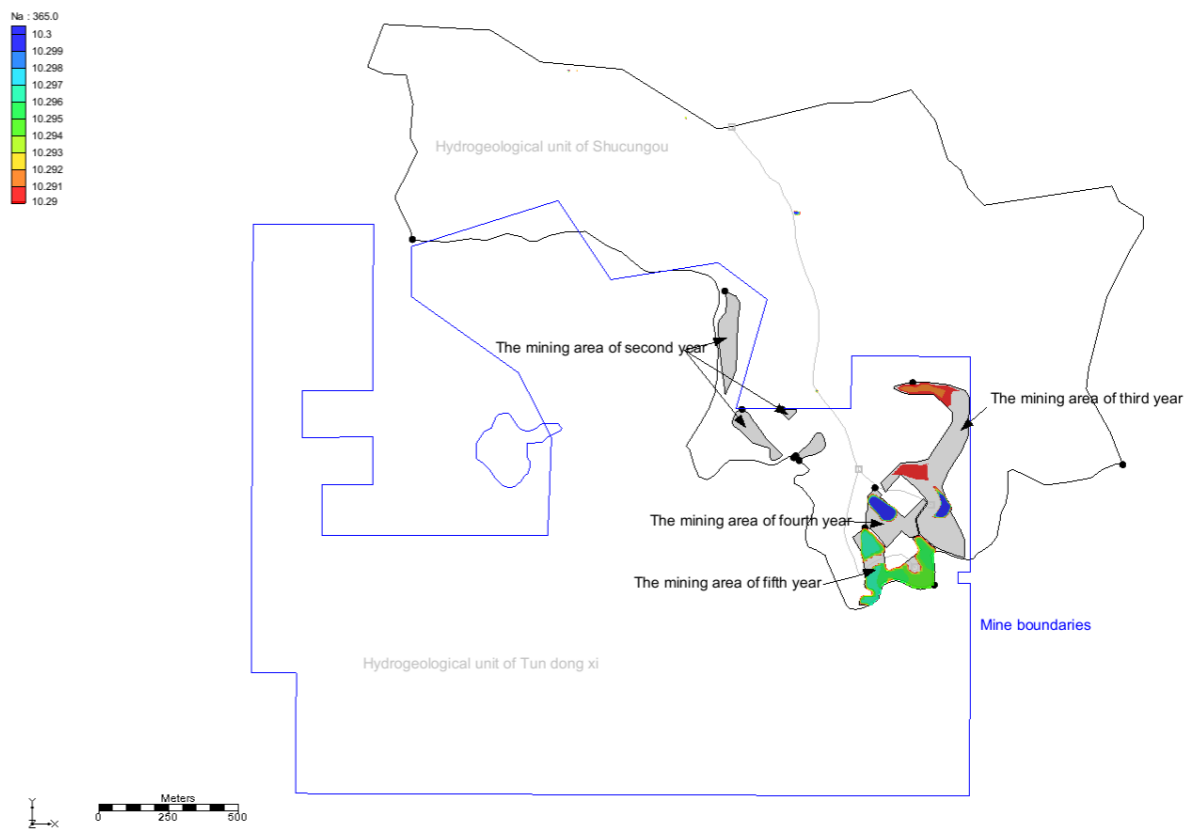 Na : 365.0
10.3
10.299
10.298
10.297
10.296
10.295
10.294
10.293
10.292
10.291
10.29
Hydrogeological unit of Shucungou
The mining area of second year
The mining area of third year
The mining area of fourth year
The mining area of fifth year
Mine boundaries
Hydrogeological unit of Tun dong xi
Meters
0 250 500
Y
Z X